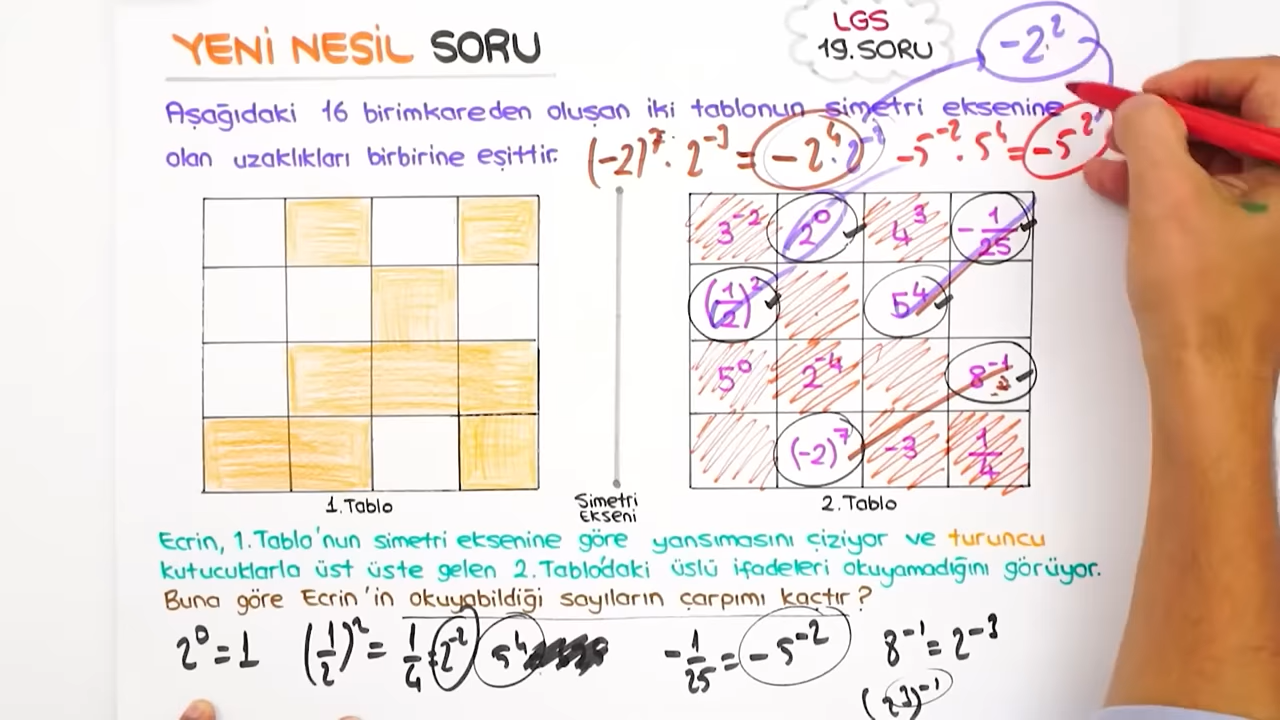 YENİ NESİL SORU
LGS
19. SORU
-2²
Aşağıdaki 16 birimkareden oluşan iki tablonun simetri eksenine
olan uzaklıkları birbirine eşittir.
(-2)⁷ · 2⁻³ = -2⁴ · 2⁻²
-5⁻² · 5⁴ = -5²
3⁻² 2⁰ 4³ -1/25
(1/2)² 5⁴
5⁰ 2⁻⁴ 8⁻¹
(-2)⁷ -3 1/4
1. Tablo
Simetri
Ekseni
2. Tablo
Ecrin, 1. Tablo'nun simetri eksenine göre yansımasını çiziyor ve turuncu
kutucuklarla üst üste gelen 2. Tablo'daki üslü ifadeleri okuyamadığını görüyor.
Buna göre Ecrin'in okuyabildiği sayıların çarpımı kaçtır?
2⁰ = 1 (1/2)² = 1/4 = 2⁻² 5⁴ -1/25 = -5⁻² 8⁻¹ = 2⁻³
(2³)⁻¹